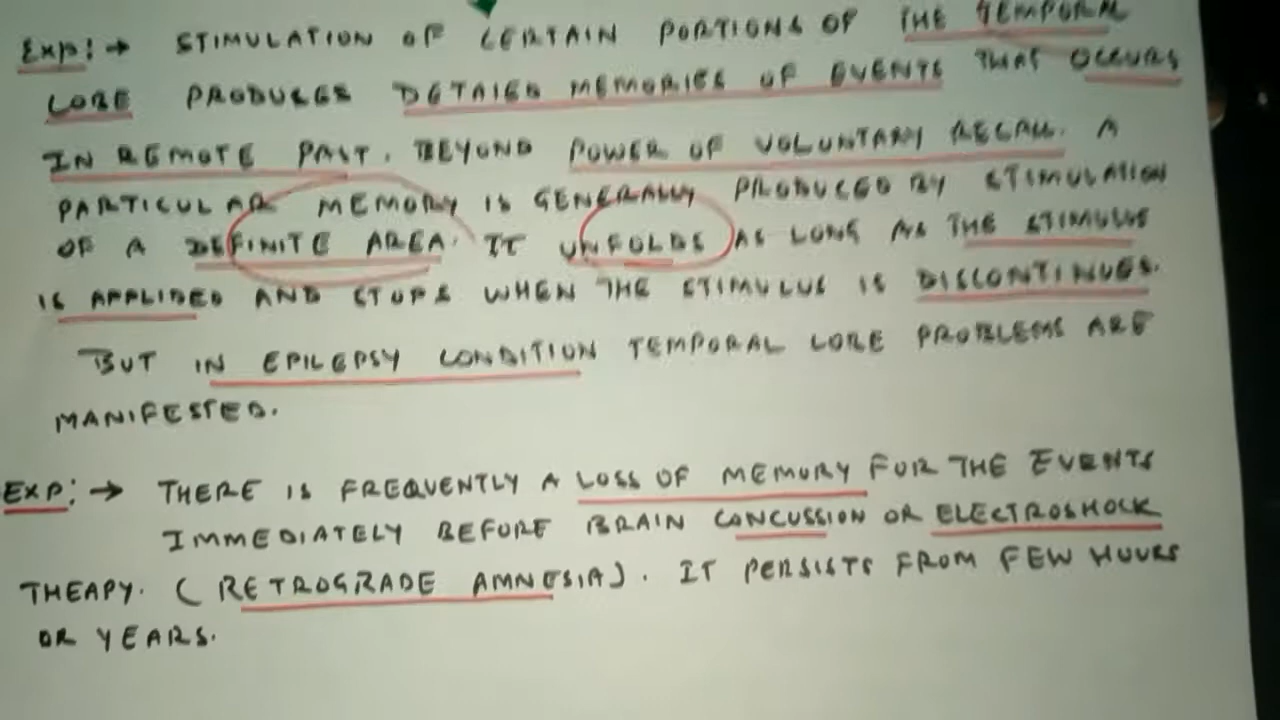 EXP:→ STIMULATION OF CERTAIN PORTIONS OF THE TEMPORAL
LOBE PRODUCES DETAIED MEMORIES OF EVENTS THAT OCCURS
IN REMOTE PAST. BEYOND POWER OF VOLUNTARY RECALL. A
PARTICULAR MEMORY IS GENERALLY PRODUCED BY STIMULATION
OF A DEFINITE AREA. IT UNFOLDS AS LONG AS THE STIMULUS
IS APPLIDED AND STOPS WHEN THE STIMULUS IS DISCONTINUES.
BUT IN EPILEPSY CONDITION TEMPORAL LOBE PROBLEMS ARE
MANIFESTED.
EXP:→ THERE IS FREQUENTLY A LOSS OF MEMORY FOR THE EVENTS
IMMEDIATELY BEFORE BRAIN CONCUSSION OR ELECTROSHOCK
THEAPY. (RETROGRADE AMNESIA). IT PERSISTS FROM FEW HOURS
OR YEARS.